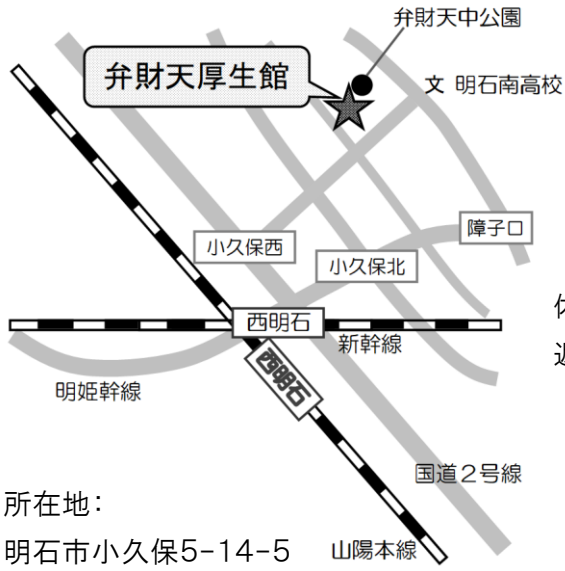 弁財天中公園
弁財天厚生館
文 明石南高校
障子口
小久保西
小久保北
西明石
新幹線
西明石
明姫幹線
国道2号線
所在地:
明石市小久保5-14-5
山陽本線